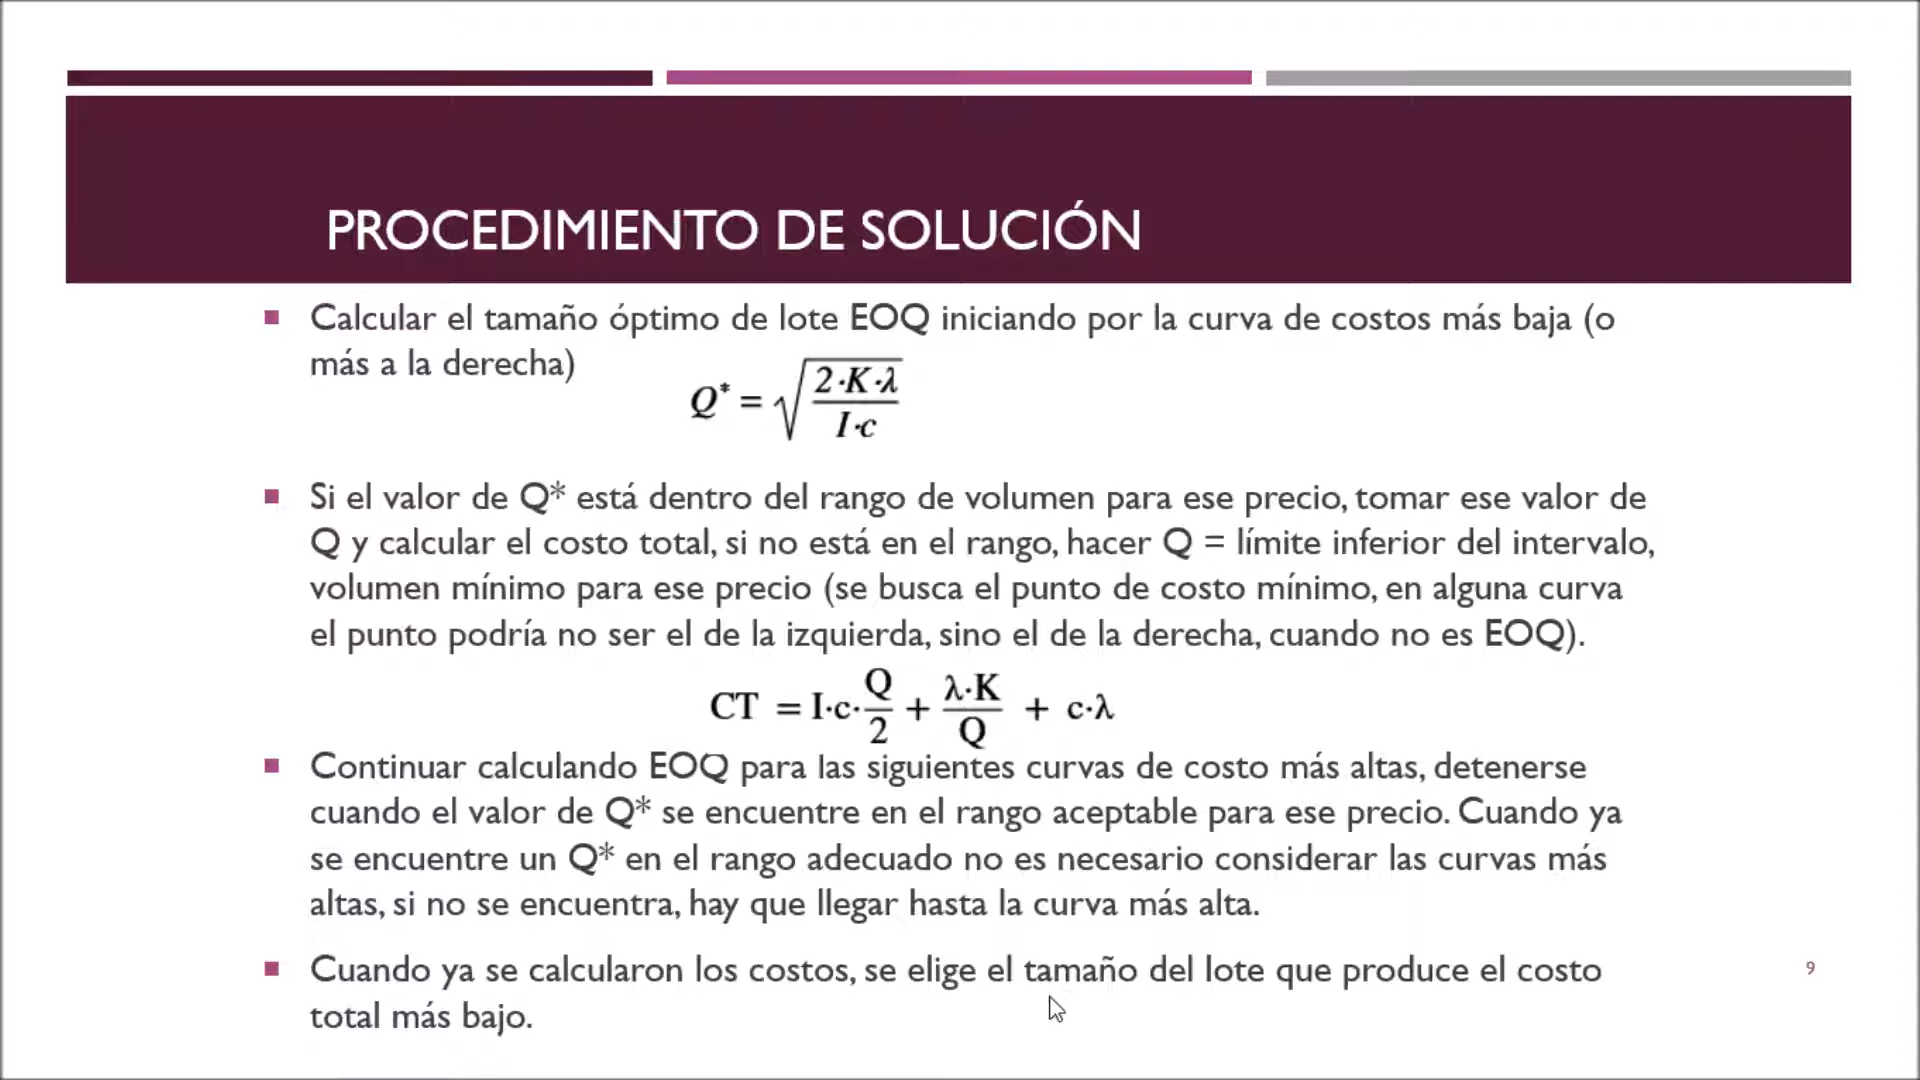 PROCEDIMIENTO DE SOLUCIÓN
▪ Calcular el tamaño óptimo de lote EOQ iniciando por la curva de costos más baja (o
más a la derecha)
Q* = √(2·K·λ / I·c)
▪ Si el valor de Q* está dentro del rango de volumen para ese precio, tomar ese valor de
Q y calcular el costo total, si no está en el rango, hacer Q = límite inferior del intervalo,
volumen mínimo para ese precio (se busca el punto de costo mínimo, en alguna curva
el punto podría no ser el de la izquierda, sino el de la derecha, cuando no es EOQ).
CT = I·c·Q/2 + λ·K/Q + c·λ
▪ Continuar calculando EOQ para las siguientes curvas de costo más altas, detenerse
cuando el valor de Q* se encuentre en el rango aceptable para ese precio. Cuando ya
se encuentre un Q* en el rango adecuado no es necesario considerar las curvas más
altas, si no se encuentra, hay que llegar hasta la curva más alta.
▪ Cuando ya se calcularon los costos, se elige el tamaño del lote que produce el costo
total más bajo.
9